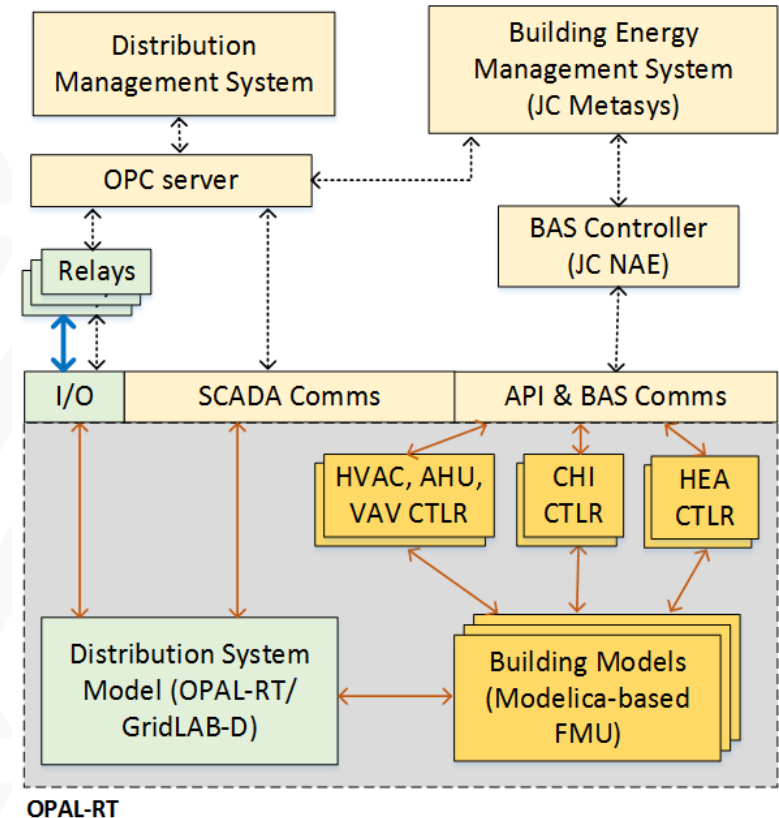 Distribution
Management System
Building Energy
Management System
(JC Metasys)
OPC server
BAS Controller
(JC NAE)
Relays
I/O
SCADA Comms
API & BAS Comms
HVAC, AHU,
VAV CTLR
CHI
CTLR
HEA
CTLR
Distribution System
Model (OPAL-RT/
GridLAB-D)
Building Models
(Modelica-based
FMU)
OPAL-RT